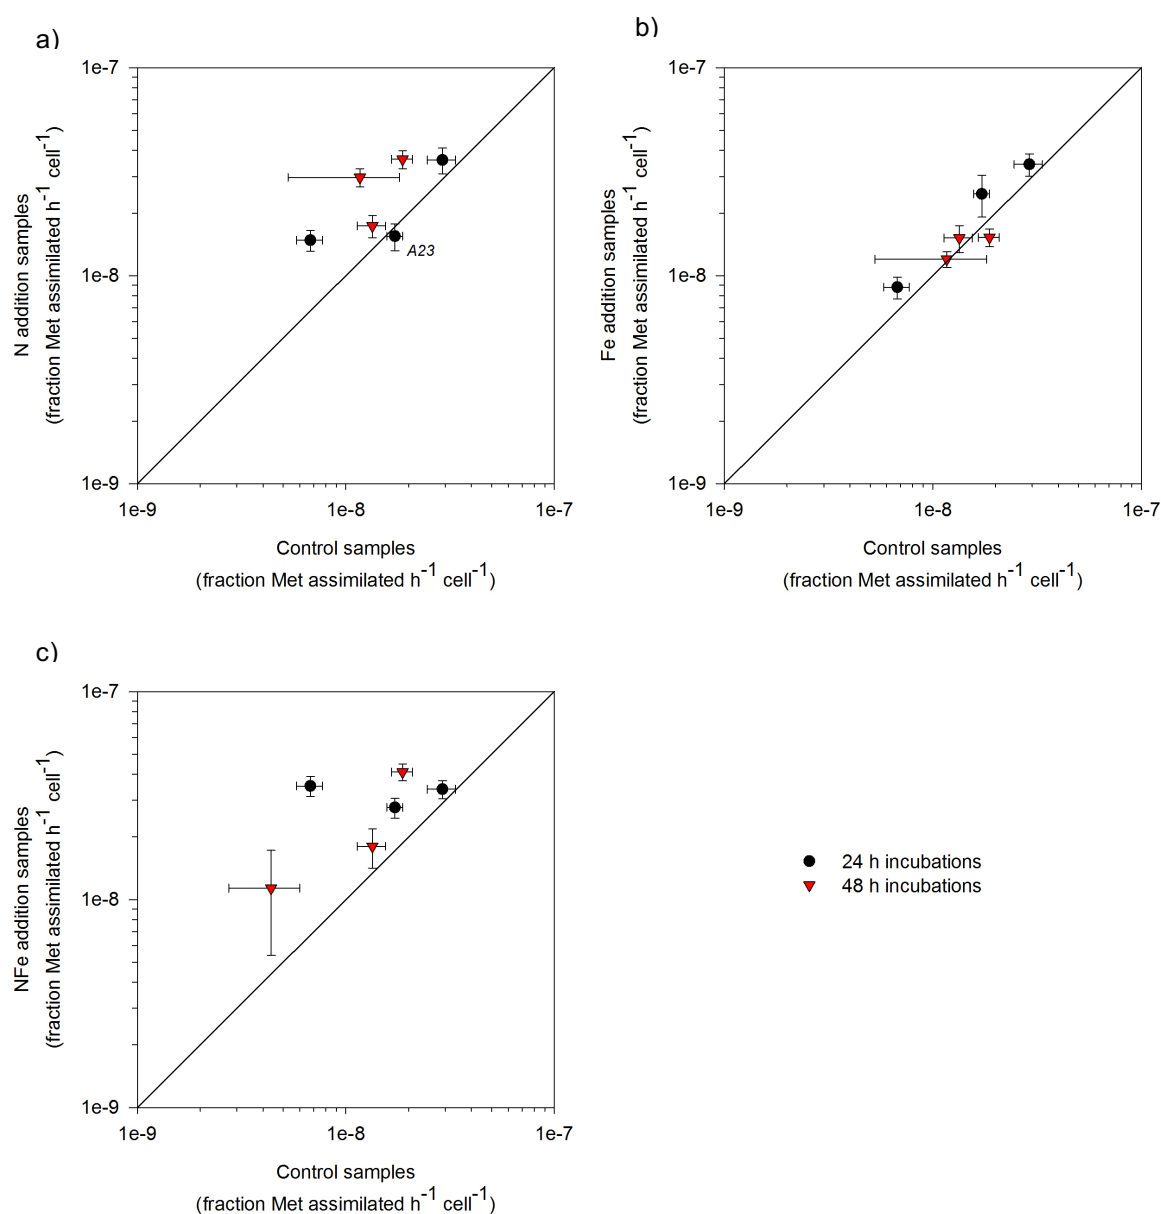 a)
1e-7
1e-8
1e-9
N addition samples
(fraction Met assimilated h-1 cell-1)
A23
1e-9
1e-8
1e-7
Control samples
(fraction Met assimilated h-1 cell-1)
b)
1e-7
1e-8
1e-9
Fe addition samples
(fraction Met assimilated h-1 cell-1)
1e-9
1e-8
1e-7
Control samples
(fraction Met assimilated h-1 cell-1)
c)
1e-7
1e-8
1e-9
NFe addition samples
(fraction Met assimilated h-1 cell-1)
1e-9
1e-8
1e-7
Control samples
(fraction Met assimilated h-1 cell-1)
24 h incubations
48 h incubations